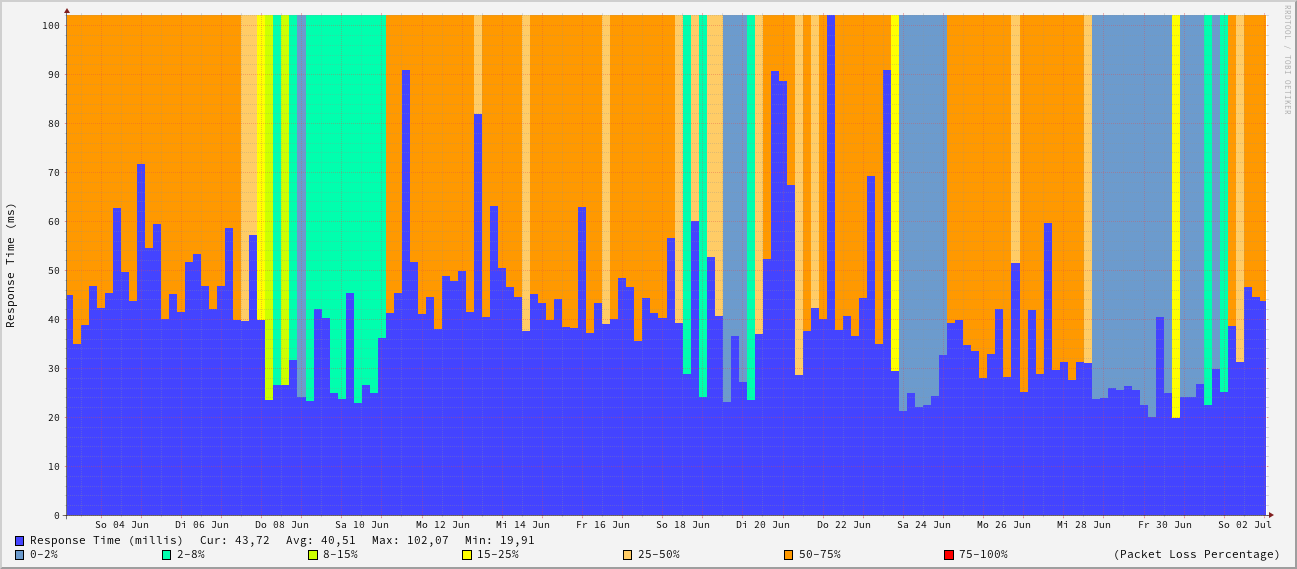 RRDTOOL / TOBI OETIKER
Response Time (ms)
100
90
80
70
60
50
40
30
20
10
0
So 04 Jun Di 06 Jun Do 08 Jun Sa 10 Jun Mo 12 Jun Mi 14 Jun Fr 16 Jun So 18 Jun Di 20 Jun Do 22 Jun Sa 24 Jun Mo 26 Jun Mi 28 Jun Fr 30 Jun So 02 Jul
Response Time (millis) Cur: 43,72 Avg: 40,51 Max: 102,07 Min: 19,91
0-2% 2-8% 8-15% 15-25% 25-50% 50-75% 75-100% (Packet Loss Percentage)